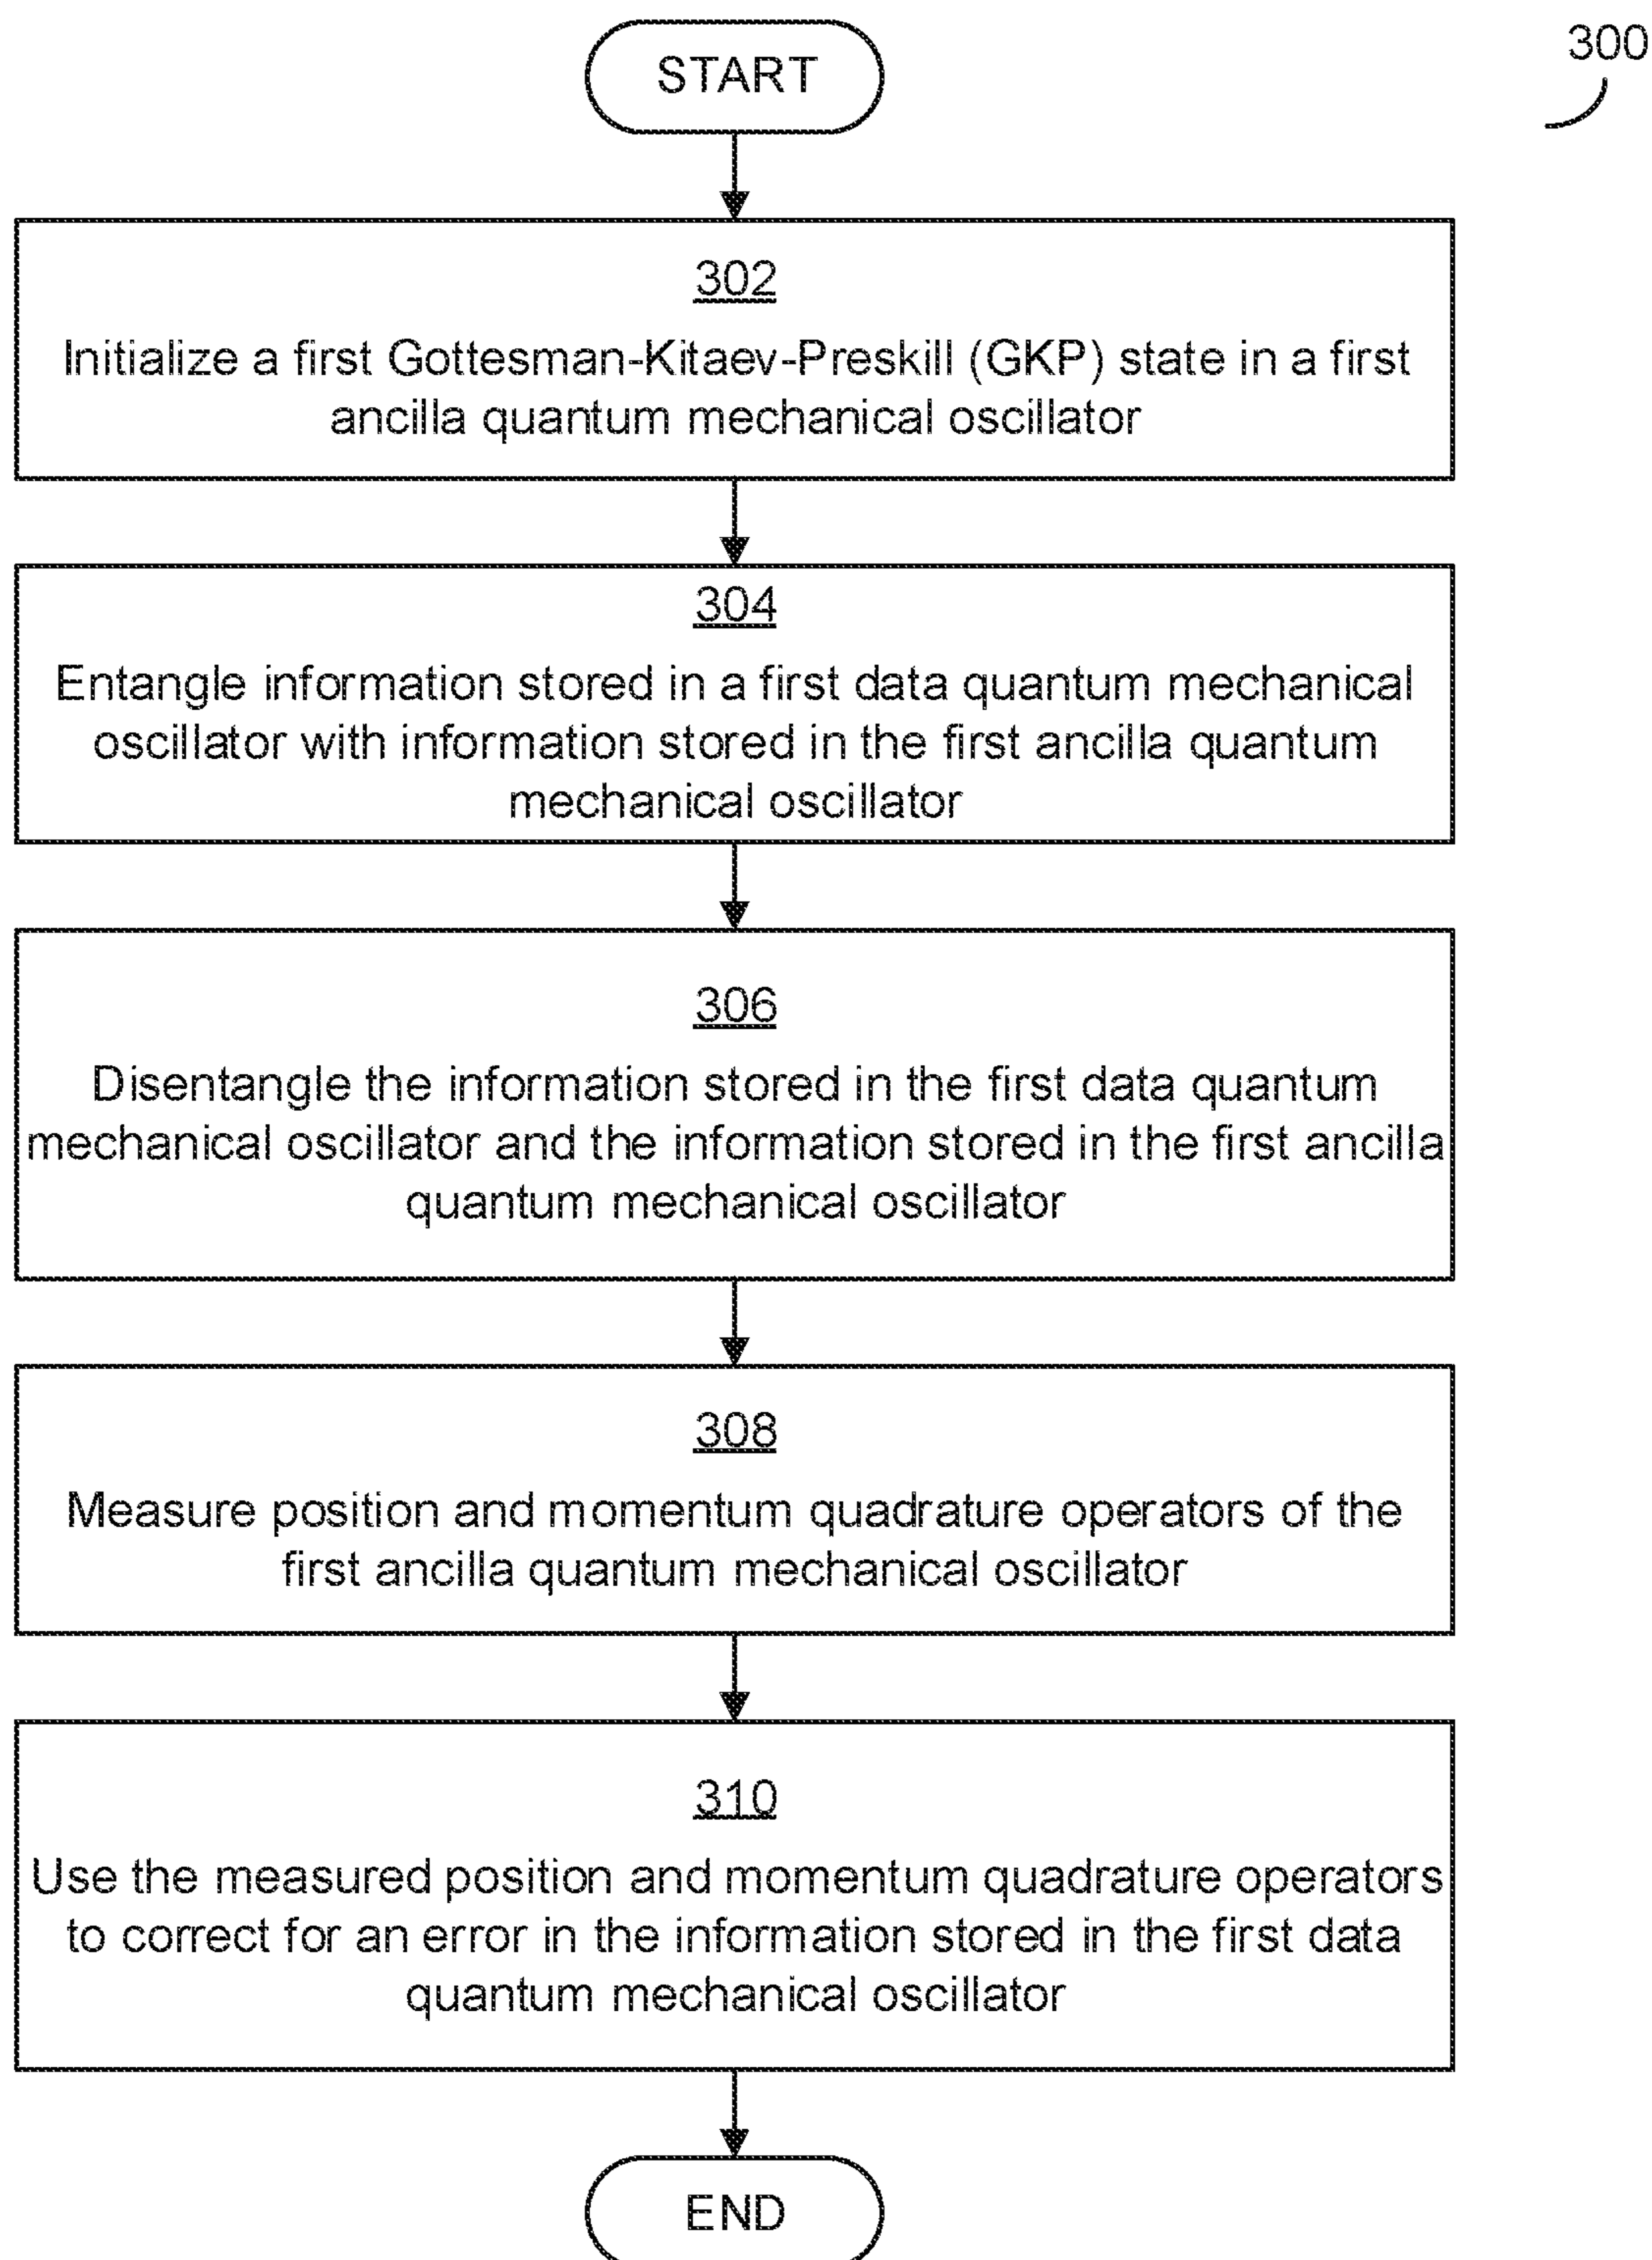 300
START
302
Initialize a first Gottesman-Kitaev-Preskill (GKP) state in a first
ancilla quantum mechanical oscillator
304
Entangle information stored in a first data quantum mechanical
oscillator with information stored in the first ancilla quantum
mechanical oscillator
306
Disentangle the information stored in the first data quantum
mechanical oscillator and the information stored in the first ancilla
quantum mechanical oscillator
308
Measure position and momentum quadrature operators of the
first ancilla quantum mechanical oscillator
310
Use the measured position and momentum quadrature operators
to correct for an error in the information stored in the first data
quantum mechanical oscillator
END